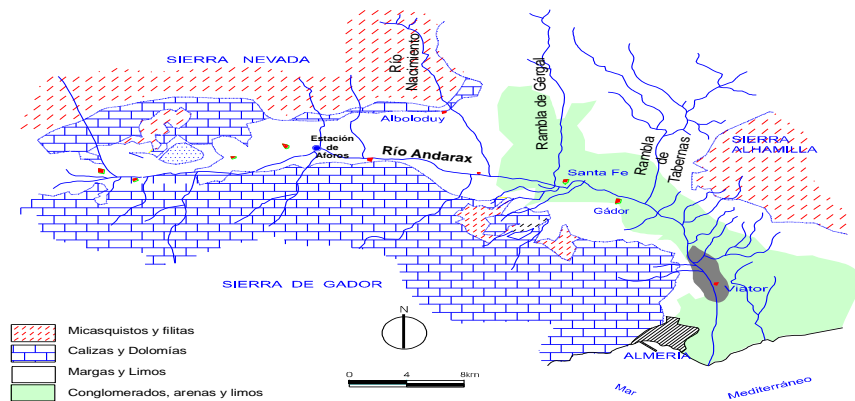 SIERRA NEVADA
Río
Nacimiento
Rambla de Gérgal
Alboloduy
Estación
de
Aforos
Río Andarax
Rambla
de
Tabernas
SIERRA
ALHAMILLA
Santa Fe
Gádor
SIERRA DE GADOR
Viator
N
ALMERÍA
Micasquistos y filitas
Calizas y Dolomías
Margas y Limos
Conglomerados, arenas y limos
0 4 8km
Mar Mediterráneo